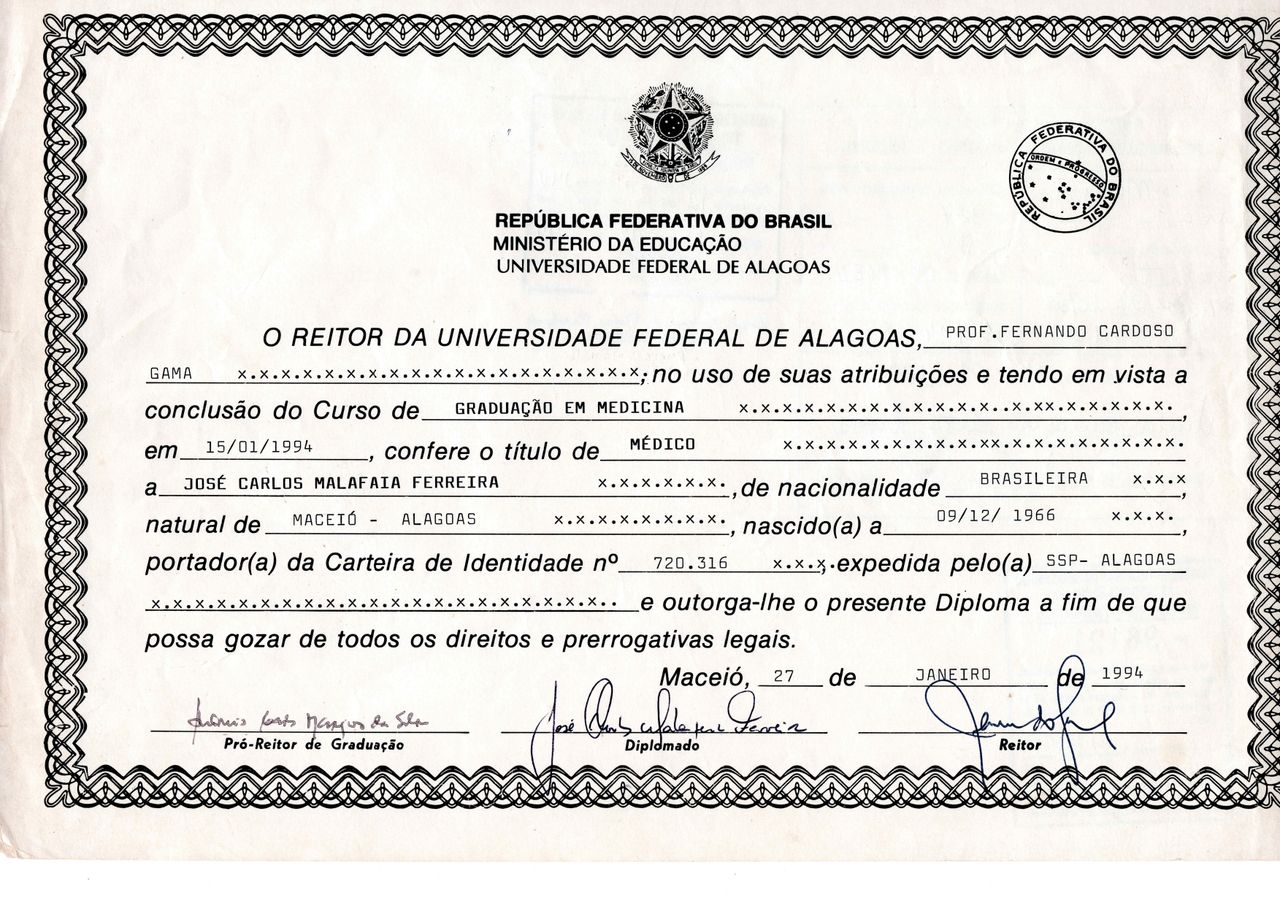 REPÚBLICA FEDERATIVA DO BRASIL
ORDEM E PROGRESSO
REPÚBLICA FEDERATIVA DO BRASIL
MINISTÉRIO DA EDUCAÇÃO
UNIVERSIDADE FEDERAL DE ALAGOAS
O REITOR DA UNIVERSIDADE FEDERAL DE ALAGOAS, PROF.FERNANDO CARDOSO
GAMA x.x.x.x.x.x.x.x.x.x.x.x.x.x.x.x.x.x.x, no uso de suas atribuições e tendo em vista a
conclusão do Curso de GRADUAÇÃO EM MEDICINA x.x.x.x.x.x.x.x.x.x.x.x..x.xx.x.x.x.x.x.,
em 15/01/1994, confere o título de MÉDICO x.x.x.x.x.x.x.x.x.xx.x.x.x.x.x.x.x.x.
a JOSÉ CARLOS MALAFAIA FERREIRA x.x.x.x.x.x., de nacionalidade BRASILEIRA x.x.x,
natural de MACEIÓ - ALAGOAS x.x.x.x.x.x.x.x., nascido(a) a 09/12/ 1966 x.x.x.,
portador(a) da Carteira de Identidade nº 720.316 x.x.x, expedida pelo(a) SSP- ALAGOAS
x.x.x.x.x.x.x.x.x.x.x.x.x.x.x.x.x.x.x.x.x.. e outorga-lhe o presente Diploma a fim de que
possa gozar de todos os direitos e prerrogativas legais.
Maceió, 27 de JANEIRO de 1994
José Carlos Malafaia Ferreira
Pró-Reitor de Graduação Diplomado Reitor